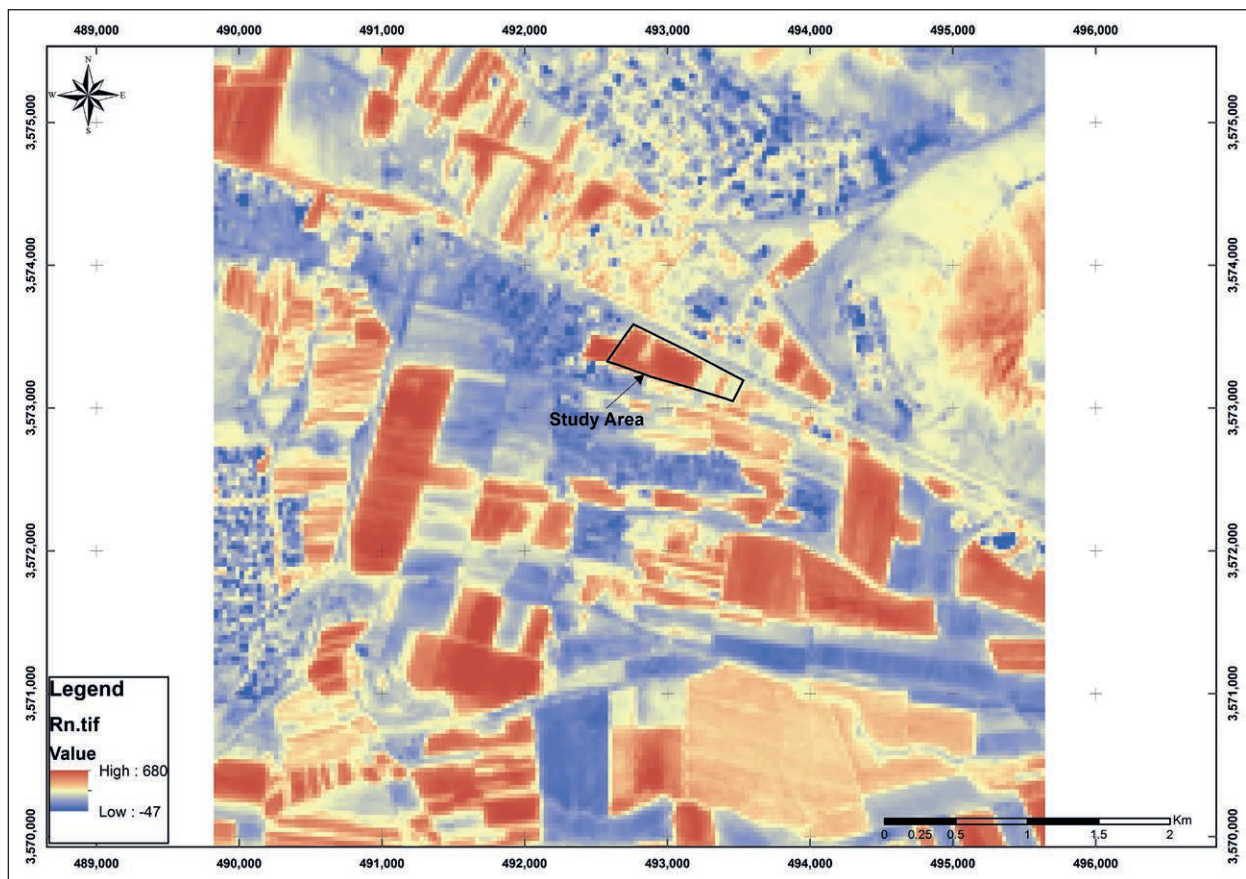 489,000 490,000 491,000 492,000 493,000 494,000 495,000 496,000
N
W E
S
3,575,000 3,575,000
3,574,000 3,574,000
3,573,000 3,573,000
Study Area
3,572,000 3,572,000
3,571,000 3,571,000
Legend
Rn.tif
Value
High : 680
Low : -47
Km
0 0.25 0.5 1 1.5 2
3,570,000 3,570,000
489,000 490,000 491,000 492,000 493,000 494,000 495,000 496,000